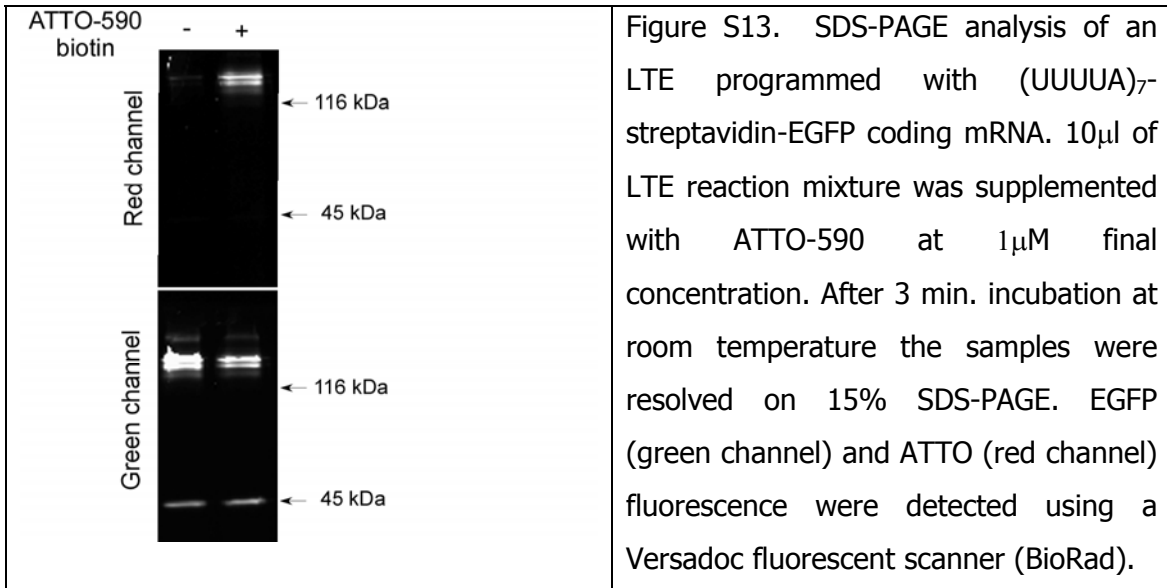 ATTO-590
biotin
- +
Red channel
116 kDa
45 kDa
Green channel
116 kDa
45 kDa
Figure S13. SDS-PAGE analysis of an
LTE programmed with (UUUUA)₇-
streptavidin-EGFP coding mRNA. 10μl of
LTE reaction mixture was supplemented
with ATTO-590 at 1μM final
concentration. After 3 min. incubation at
room temperature the samples were
resolved on 15% SDS-PAGE. EGFP
(green channel) and ATTO (red channel)
fluorescence were detected using a
Versadoc fluorescent scanner (BioRad).